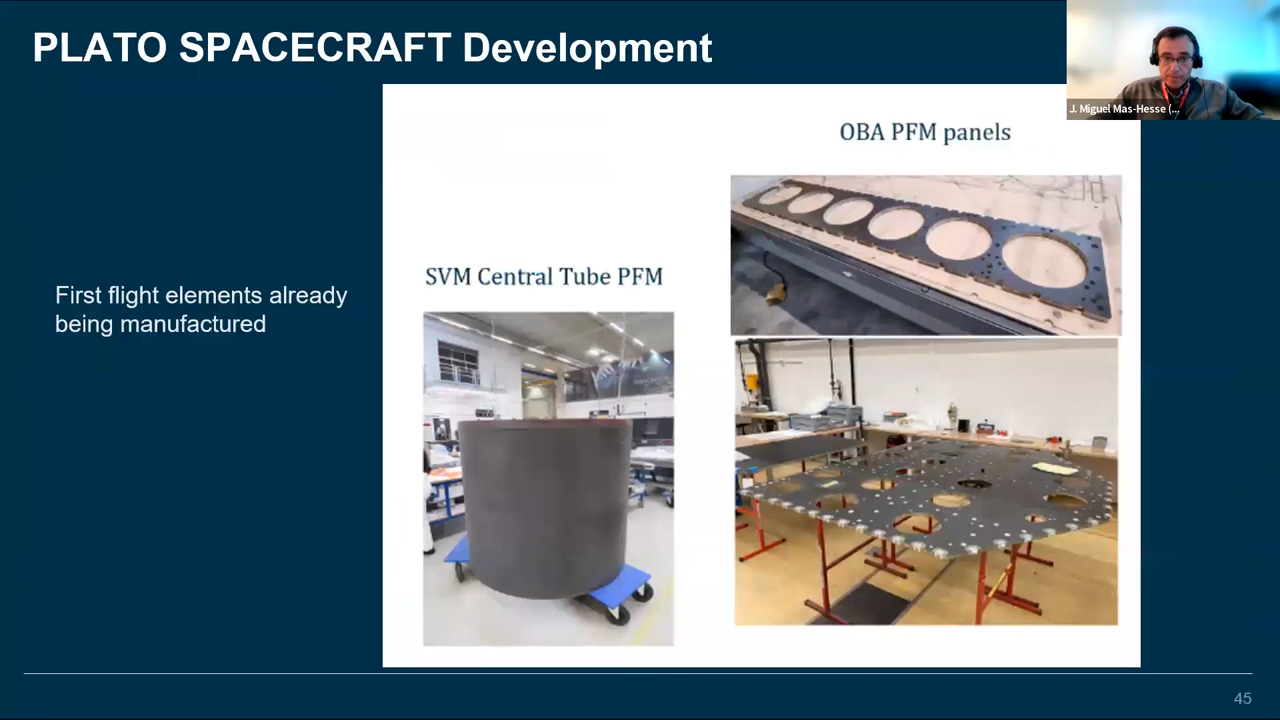 PLATO SPACECRAFT Development
J. Miguel Mas-Hesse (...
OBA PFM panels
SVM Central Tube PFM
First flight elements already
being manufactured
45